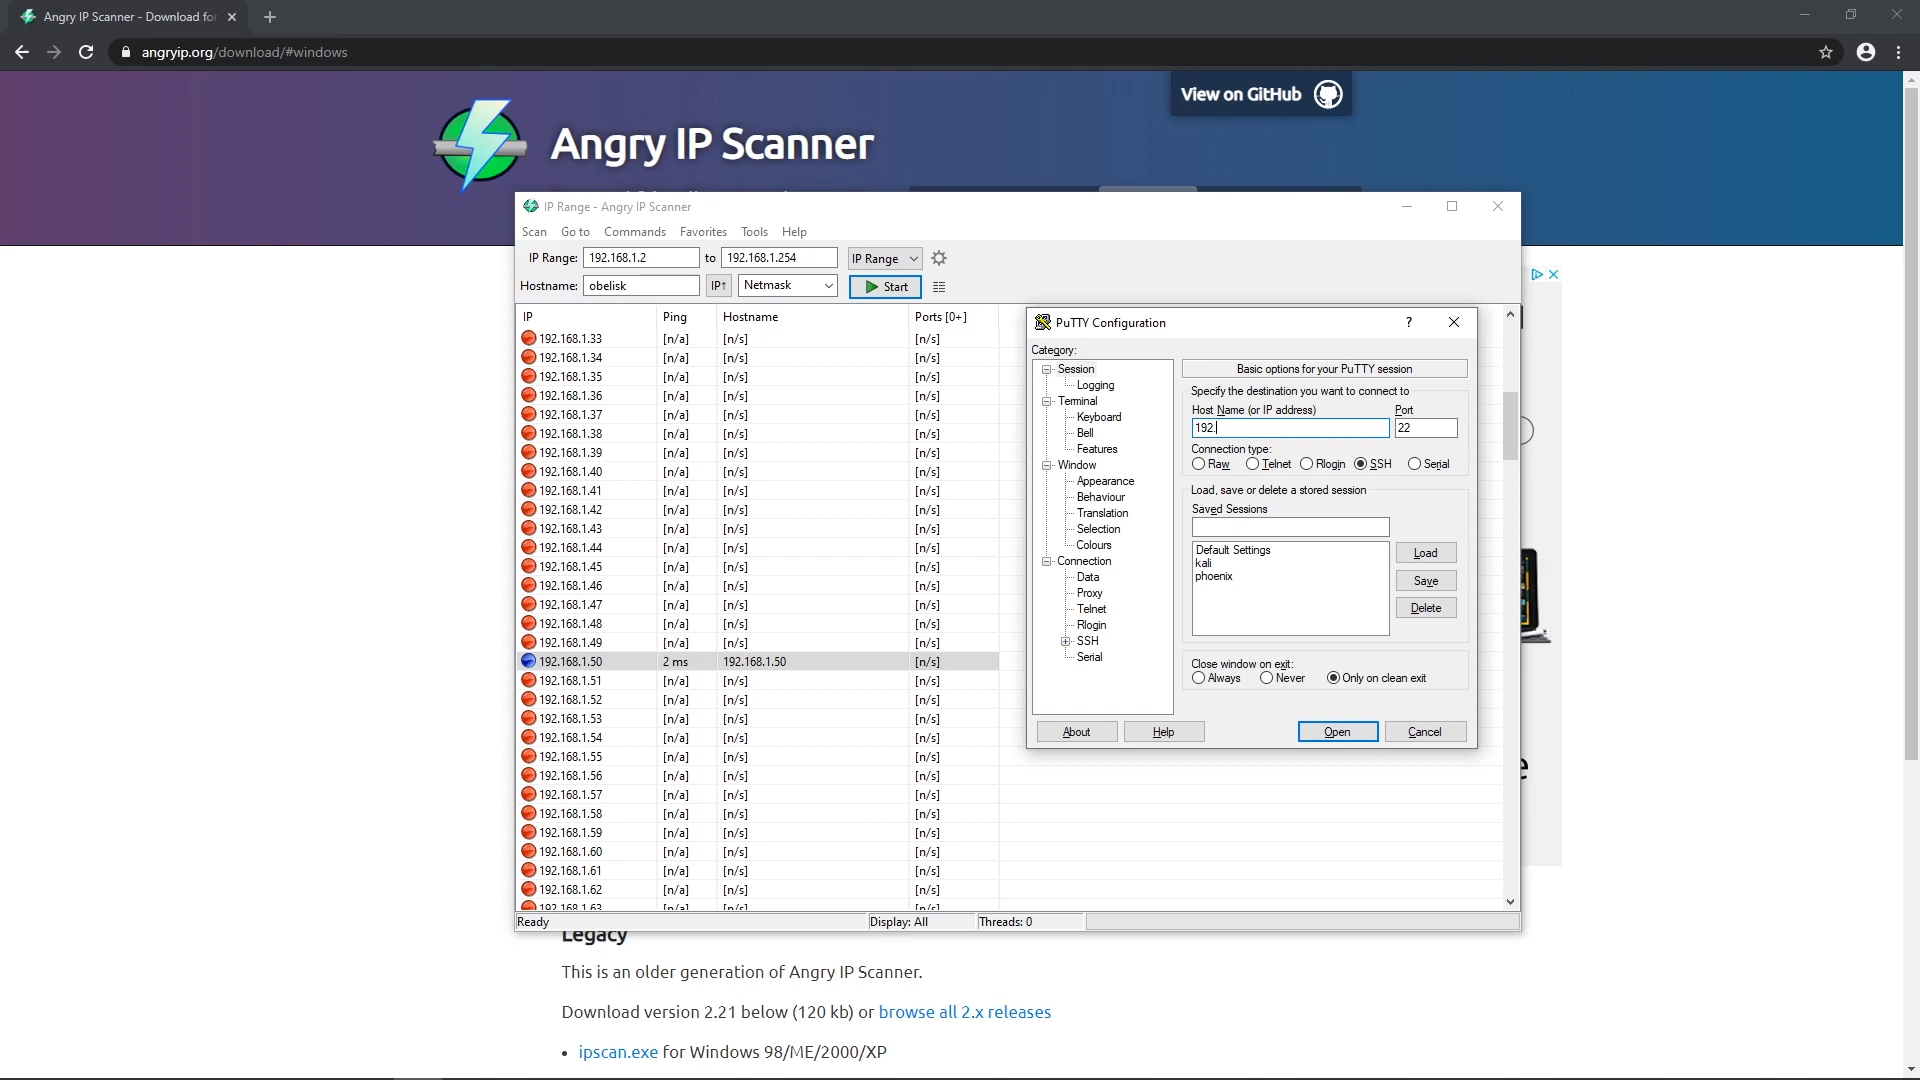 Angry IP Scanner - Download for
angryip.org/download/#windows
View on GitHub
Angry IP Scanner
IP Range - Angry IP Scanner
Scan Go to Commands Favorites Tools Help
IP Range: 192.168.1.2 to 192.168.1.254 IP Range
Hostname: obelisk IP↑ Netmask Start
IP Ping Hostname Ports [0+]
192.168.1.33 [n/a] [n/s] [n/s]
192.168.1.34 [n/a] [n/s] [n/s]
192.168.1.35 [n/a] [n/s] [n/s]
192.168.1.36 [n/a] [n/s] [n/s]
192.168.1.37 [n/a] [n/s] [n/s]
192.168.1.38 [n/a] [n/s] [n/s]
192.168.1.39 [n/a] [n/s] [n/s]
192.168.1.40 [n/a] [n/s] [n/s]
192.168.1.41 [n/a] [n/s] [n/s]
192.168.1.42 [n/a] [n/s] [n/s]
192.168.1.43 [n/a] [n/s] [n/s]
192.168.1.44 [n/a] [n/s] [n/s]
192.168.1.45 [n/a] [n/s] [n/s]
192.168.1.46 [n/a] [n/s] [n/s]
192.168.1.47 [n/a] [n/s] [n/s]
192.168.1.48 [n/a] [n/s] [n/s]
192.168.1.49 [n/a] [n/s] [n/s]
192.168.1.50 2 ms 192.168.1.50 [n/s]
192.168.1.51 [n/a] [n/s] [n/s]
192.168.1.52 [n/a] [n/s] [n/s]
192.168.1.53 [n/a] [n/s] [n/s]
192.168.1.54 [n/a] [n/s] [n/s]
192.168.1.55 [n/a] [n/s] [n/s]
192.168.1.56 [n/a] [n/s] [n/s]
192.168.1.57 [n/a] [n/s] [n/s]
192.168.1.58 [n/a] [n/s] [n/s]
192.168.1.59 [n/a] [n/s] [n/s]
192.168.1.60 [n/a] [n/s] [n/s]
192.168.1.61 [n/a] [n/s] [n/s]
192.168.1.62 [n/a] [n/s] [n/s]
192.168.1.63 [n/a] [n/s] [n/s]
Ready Display: All Threads: 0
PuTTY Configuration ?
Category:
Session
Logging
Terminal
Keyboard
Bell
Features
Window
Appearance
Behaviour
Translation
Selection
Colours
Connection
Data
Proxy
Telnet
Rlogin
SSH
Serial
Basic options for your PuTTY session
Specify the destination you want to connect to
Host Name (or IP address) Port
192. 22
Connection type:
Raw Telnet Rlogin SSH Serial
Load, save or delete a stored session
Saved Sessions
Default Settings
kali
phoenix
Load
Save
Delete
Close window on exit:
Always Never Only on clean exit
About Help Open Cancel
Legacy
This is an older generation of Angry IP Scanner.
Download version 2.21 below (120 kb) or browse all 2.x releases
• ipscan.exe for Windows 98/ME/2000/XP